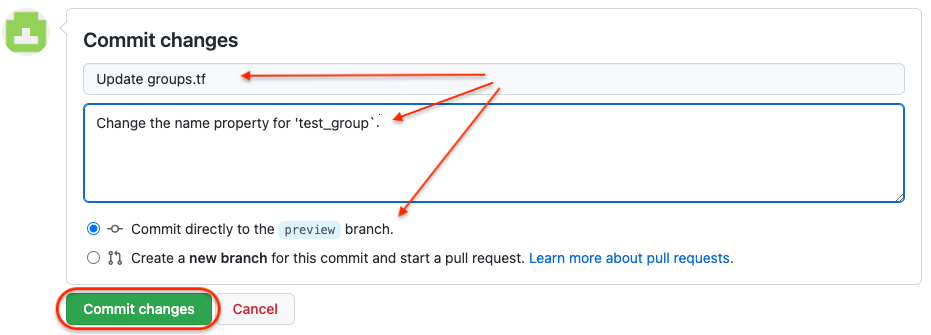 Commit changes
Update groups.tf
Change the name property for 'test_group`.
Commit directly to the preview branch.
Create a new branch for this commit and start a pull request. Learn more about pull requests.
Commit changes Cancel